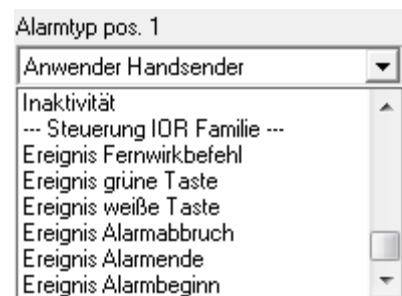 Alarmtyp pos. 1
Anwender Handsender
Inaktivität
--- Steuerung IOR Familie ---
Ereignis Fernwirkbefehl
Ereignis grüne Taste
Ereignis weiße Taste
Ereignis Alarmabbruch
Ereignis Alarmende
Ereignis Alarmbeginn